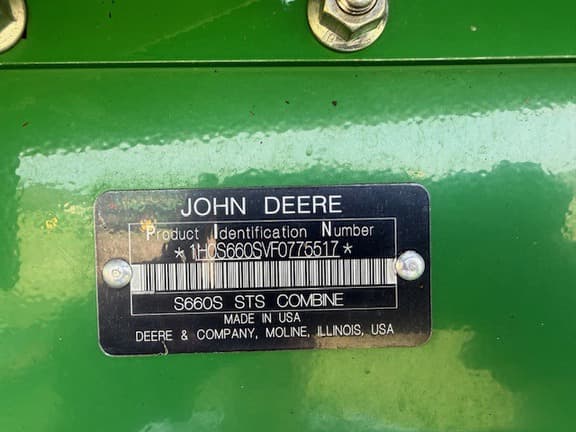 JOHN DEERE
Product Identification Number
*1H0S660SVF0775517*
S660S STS COMBINE
MADE IN USA
DEERE & COMPANY, MOLINE, ILLINOIS, USA